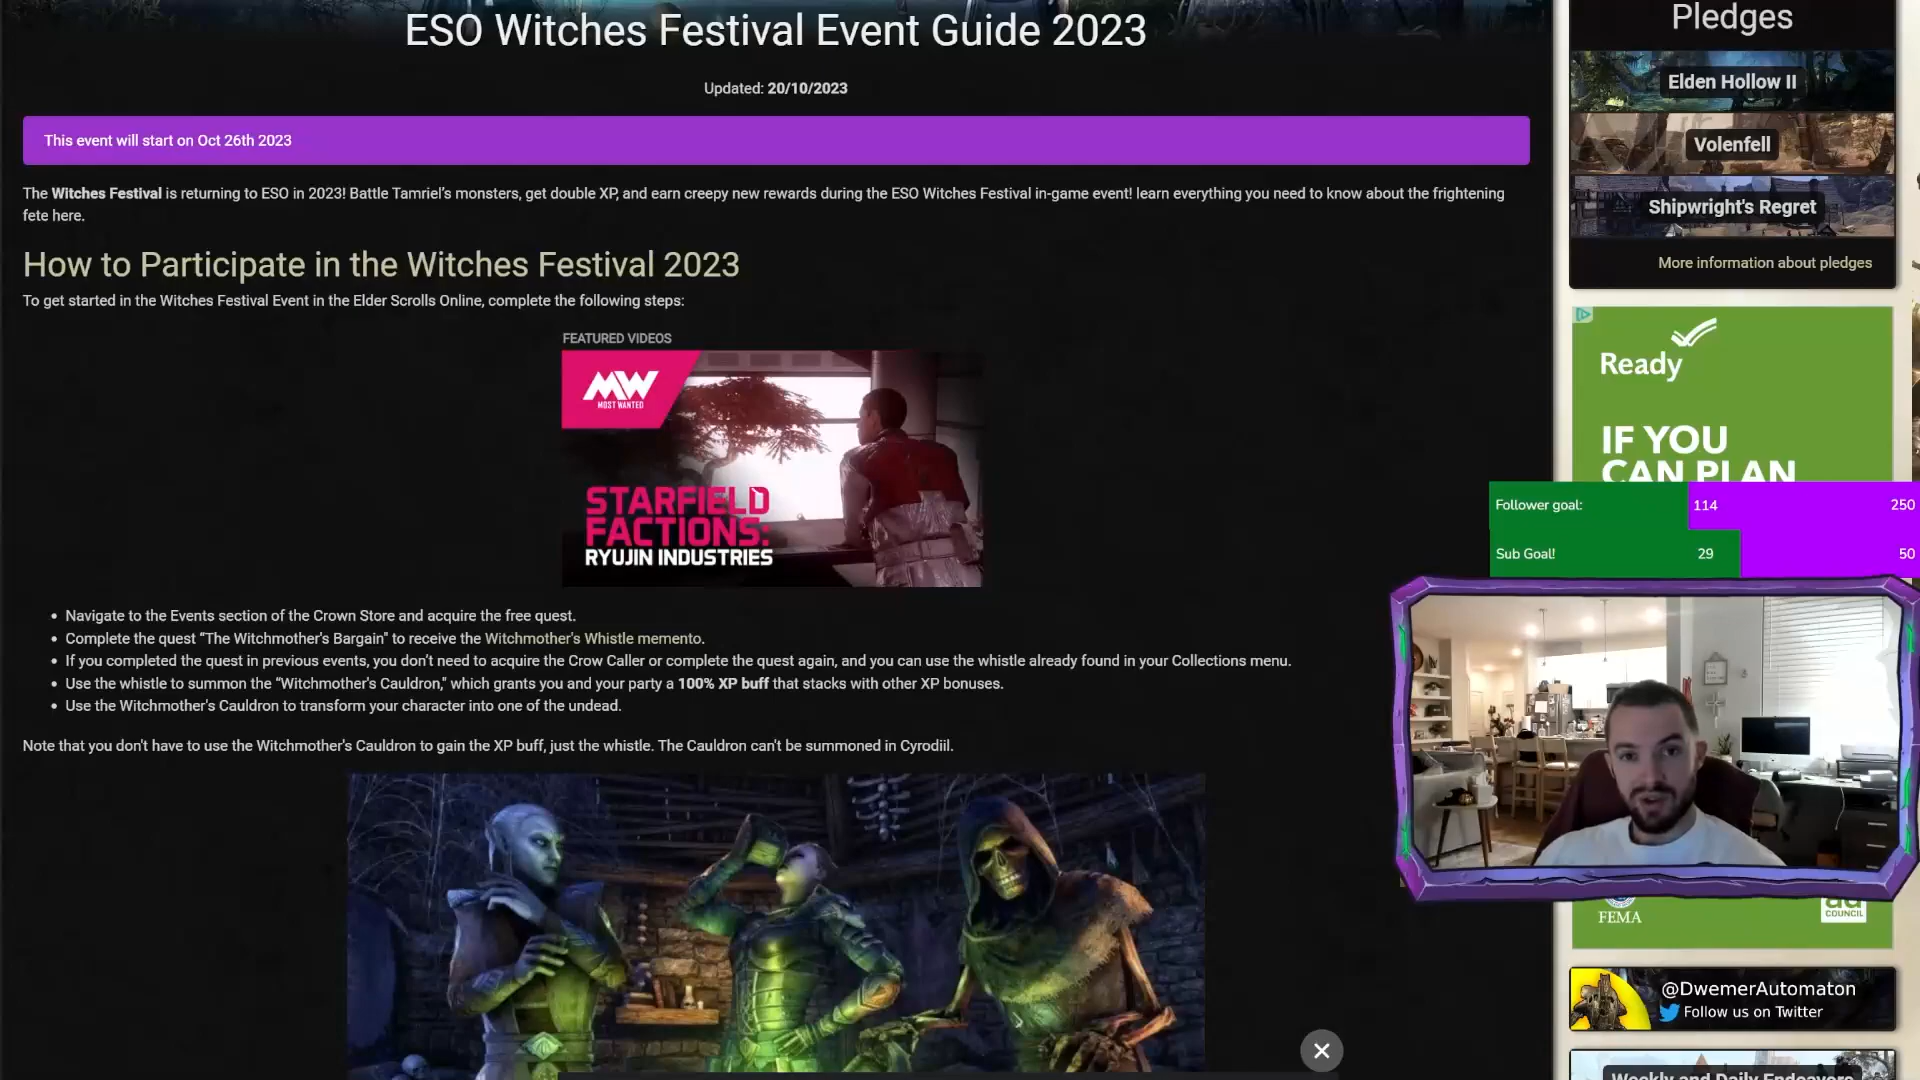 ESO Witches Festival Event Guide 2023
Updated: 20/10/2023
This event will start on Oct 26th 2023
The Witches Festival is returning to ESO in 2023! Battle Tamriel's monsters, get double XP, and earn creepy new rewards during the ESO Witches Festival in-game event! learn everything you need to know about the frightening
fete here.
How to Participate in the Witches Festival 2023
To get started in the Witches Festival Event in the Elder Scrolls Online, complete the following steps:
FEATURED VIDEOS
MW
MOST WANTED
STARFIELD
FACTIONS:
RYUJIN INDUSTRIES
• Navigate to the Events section of the Crown Store and acquire the free quest.
• Complete the quest “The Witchmother's Bargain" to receive the Witchmother's Whistle memento.
• If you completed the quest in previous events, you don’t need to acquire the Crow Caller or complete the quest again, and you can use the whistle already found in your Collections menu.
• Use the whistle to summon the “Witchmother's Cauldron," which grants you and your party a 100% XP buff that stacks with other XP bonuses.
• Use the Witchmother's Cauldron to transform your character into one of the undead.
Note that you don't have to use the Witchmother's Cauldron to gain the XP buff, just the whistle. The Cauldron can't be summoned in Cyrodiil.
Pledges
Elden Hollow II
Volenfell
Shipwright's Regret
More information about pledges
Ready
IF YOU
CAN PLAN
Follower goal: 114 250
Sub Goal! 29 50
FEMA
ad
COUNCIL
@DwemerAutomaton
Follow us on Twitter
Weekly and Daily Endeavors